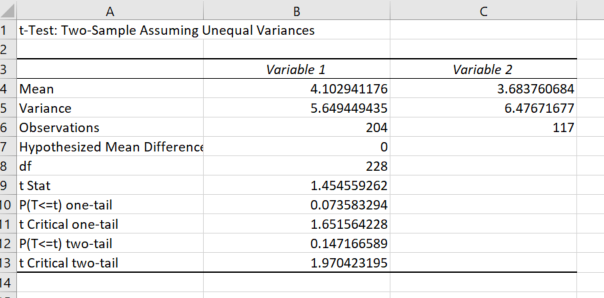 A B C
1 t-Test: Two-Sample Assuming Unequal Variances
2
3 Variable 1 Variable 2
4 Mean 4.102941176 3.683760684
5 Variance 5.649449435 6.47671677
6 Observations 204 117
7 Hypothesized Mean Difference 0
8 df 228
9 t Stat 1.454559262
10 P(T<=t) one-tail 0.073583294
11 t Critical one-tail 1.651564228
12 P(T<=t) two-tail 0.147166589
13 t Critical two-tail 1.970423195
14